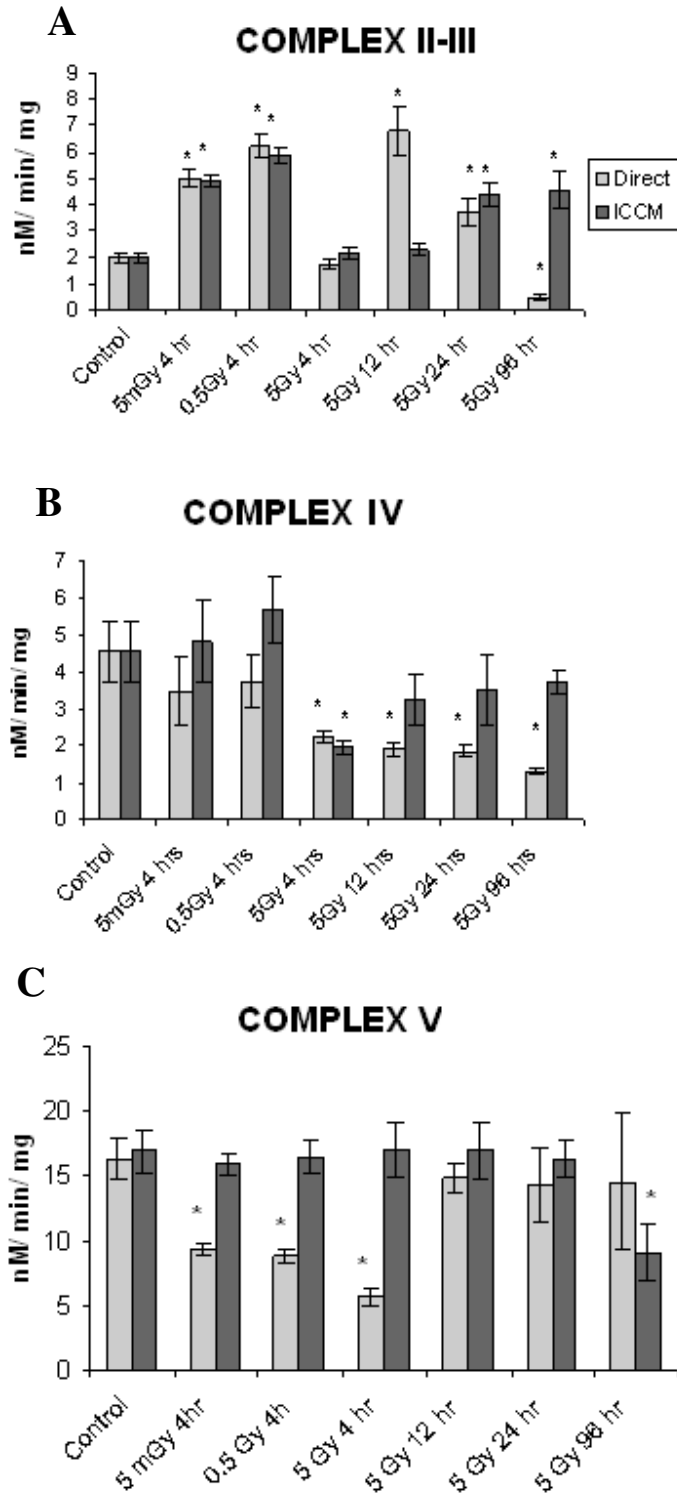 A
COMPLEX II-III
nM/ min/ mg
9
8
7
6
5
4
3
2
1
0
* * * * * * * * *
Direct
ICCM
Control
5mGy 4 hr
0.5Gy 4 hr
5Gy 4 hr
5Gy 12 hr
5Gy 24 hr
5Gy 96 hr
B
COMPLEX IV
nM/ min/ mg
7
6
5
4
3
2
1
0
* * * * *
Control
5mGy 4 hrs
0.5Gy 4 hrs
5Gy 4 hrs
5Gy 12 hrs
5Gy 24 hrs
5Gy 96 hrs
C
COMPLEX V
nM/ min/ mg
25
20
15
10
5
0
* * * *
Control
5 mGy 4hr
0.5 Gy 4h
5 Gy 4 hr
5 Gy 12 hr
5 Gy 24 hr
5 Gy 96 hr